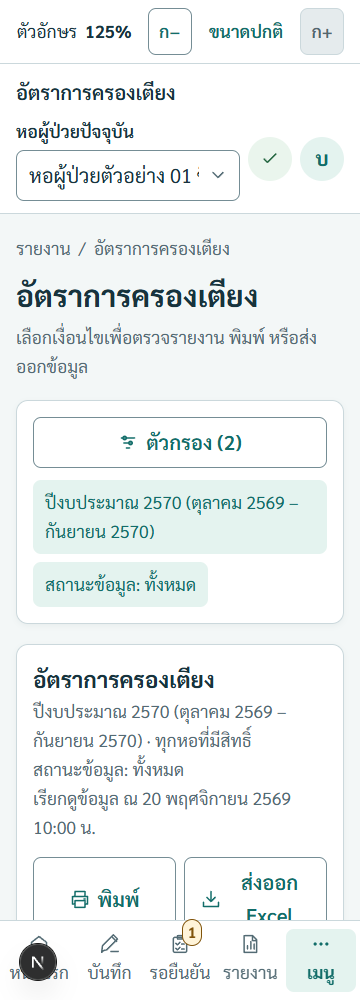 ตัวอักษร 125% ก− ขนาดปกติ ก+
อัตราการครองเตียง
หอผู้ป่วยปัจจุบัน
หอผู้ป่วยตัวอย่าง 01
บ
รายงาน / อัตราการครองเตียง
อัตราการครองเตียง
เลือกเงื่อนไขเพื่อตรวจรายงาน พิมพ์ หรือส่ง
ออกข้อมูล
ตัวกรอง (2)
ปีงบประมาณ 2570 (ตุลาคม 2569 –
กันยายน 2570)
สถานะข้อมูล: ทั้งหมด
อัตราการครองเตียง
ปีงบประมาณ 2570 (ตุลาคม 2569 –
กันยายน 2570) · ทุกหอที่มีสิทธิ์
สถานะข้อมูล: ทั้งหมด
เรียกดูข้อมูล ณ 20 พฤศจิกายน 2569
10:00 น.
พิมพ์
ส่งออก
Excel
1
N
บันทึก รอยืนยัน รายงาน เมนู